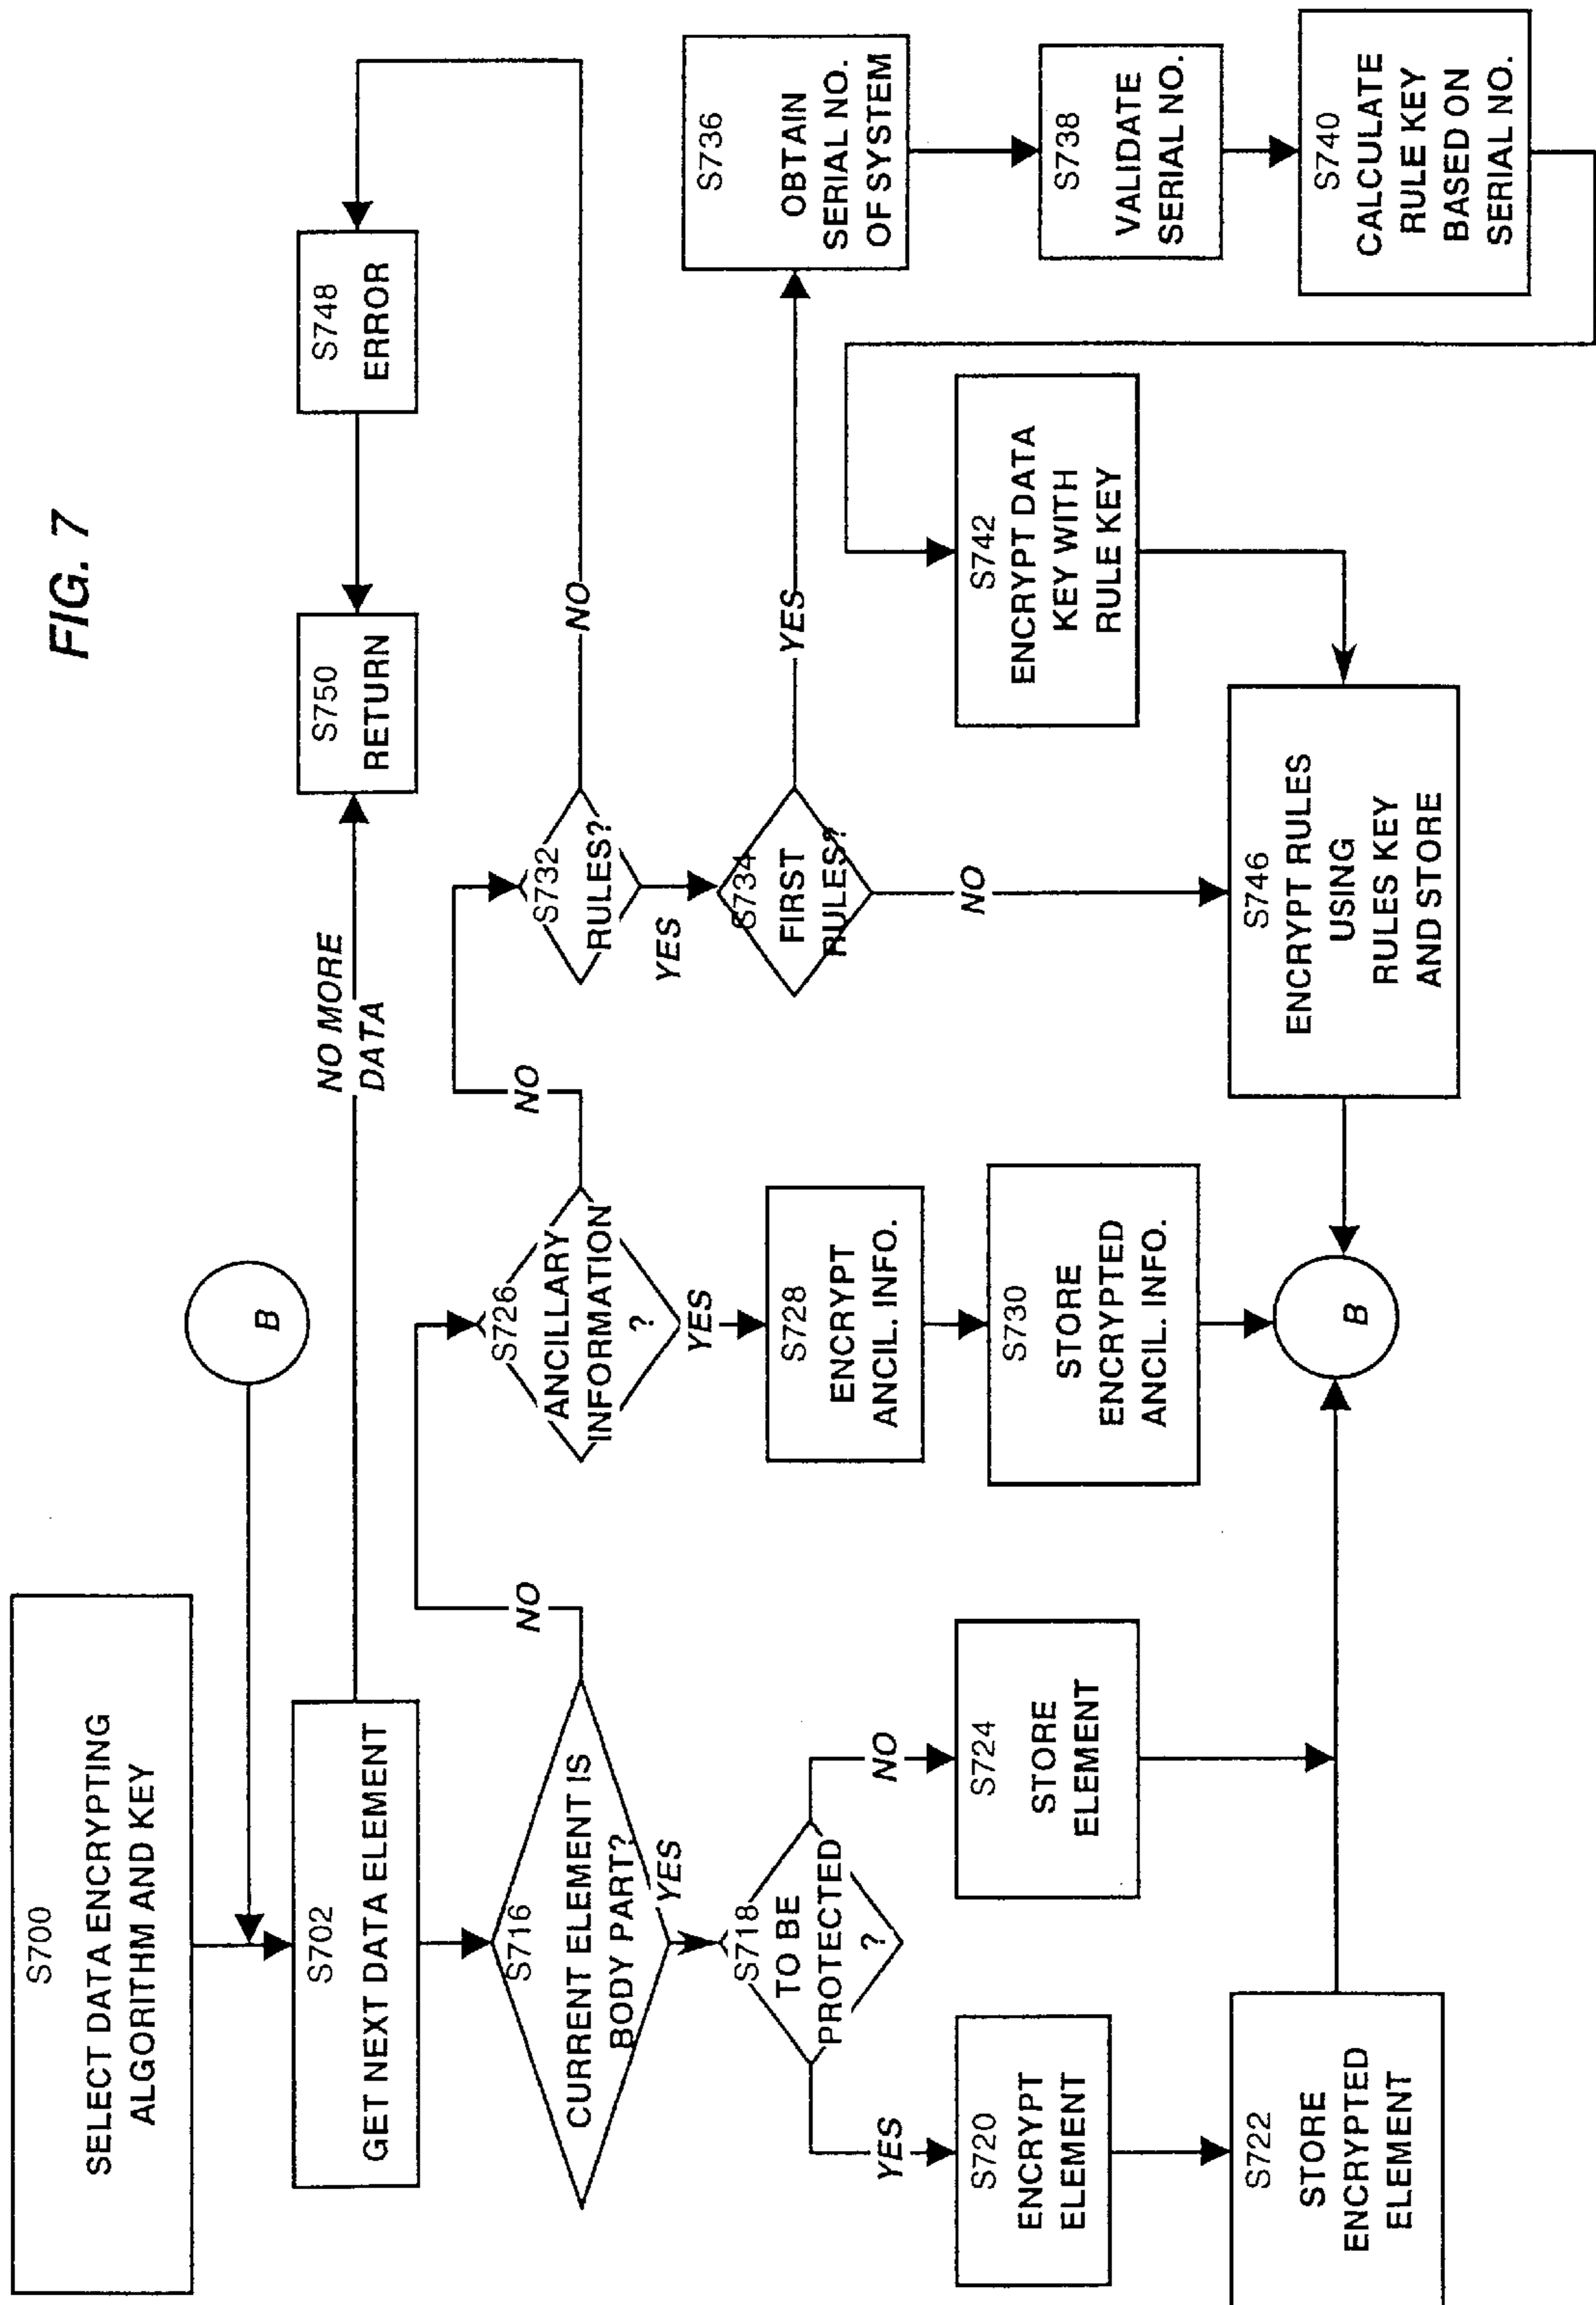 FIG. 7
S700
SELECT DATA ENCRYPTING
ALGORITHM AND KEY
B
S702
GET NEXT DATA ELEMENT
NO MORE
DATA
S750
RETURN
S748
ERROR
S716
CURRENT ELEMENT IS
BODY PART?
NO
YES
S726
ANCILLARY
INFORMATION
?
NO
YES
S732
RULES?
NO
YES
S718
TO BE
PROTECTED
?
YES
NO
S728
ENCRYPT
ANCIL. INFO.
S734
FIRST
RULES?
YES
NO
S736
OBTAIN
SERIAL NO.
OF SYSTEM
S720
ENCRYPT
ELEMENT
S724
STORE
ELEMENT
S730
STORE
ENCRYPTED
ANCIL. INFO.
S742
ENCRYPT DATA
KEY WITH
RULE KEY
S738
VALIDATE
SERIAL NO.
S722
STORE
ENCRYPTED
ELEMENT
B
S746
ENCRYPT RULES
USING
RULES KEY
AND STORE
S740
CALCULATE
RULE KEY
BASED ON
SERIAL NO.